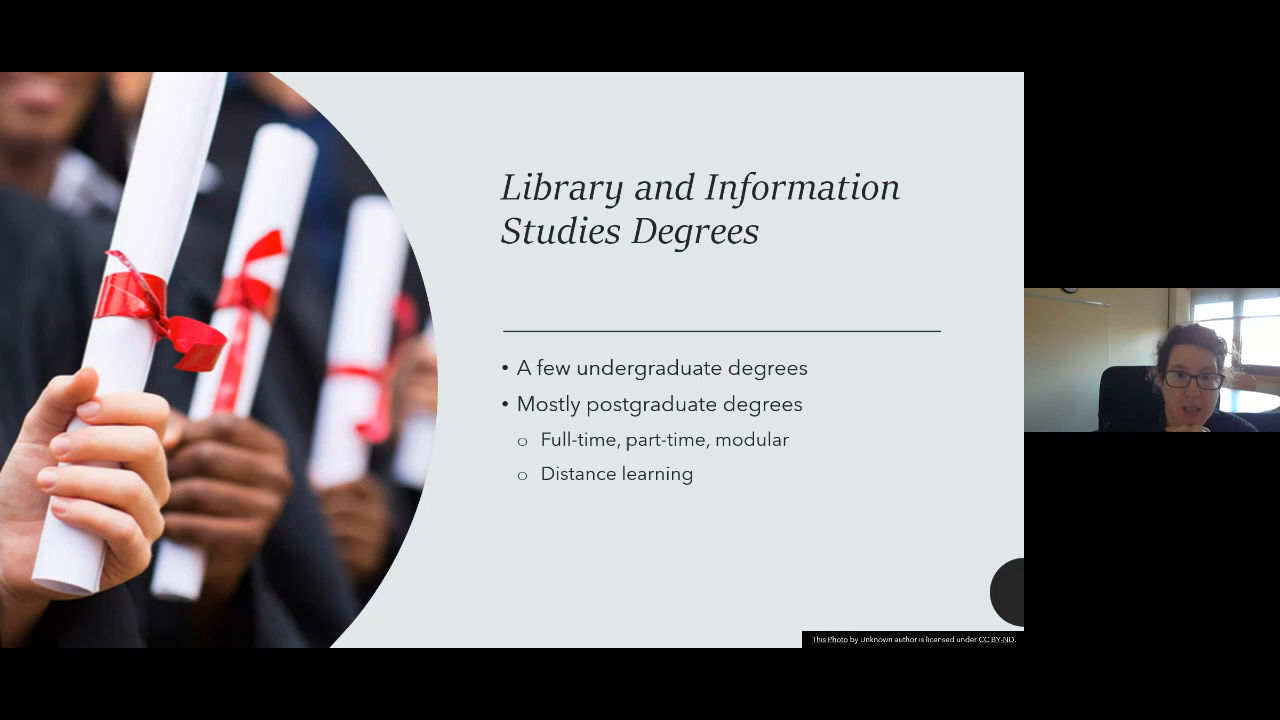 Library and Information
Studies Degrees
• A few undergraduate degrees
• Mostly postgraduate degrees
o Full-time, part-time, modular
o Distance learning
This Photo by Unknown author is licensed under CC BY-ND.